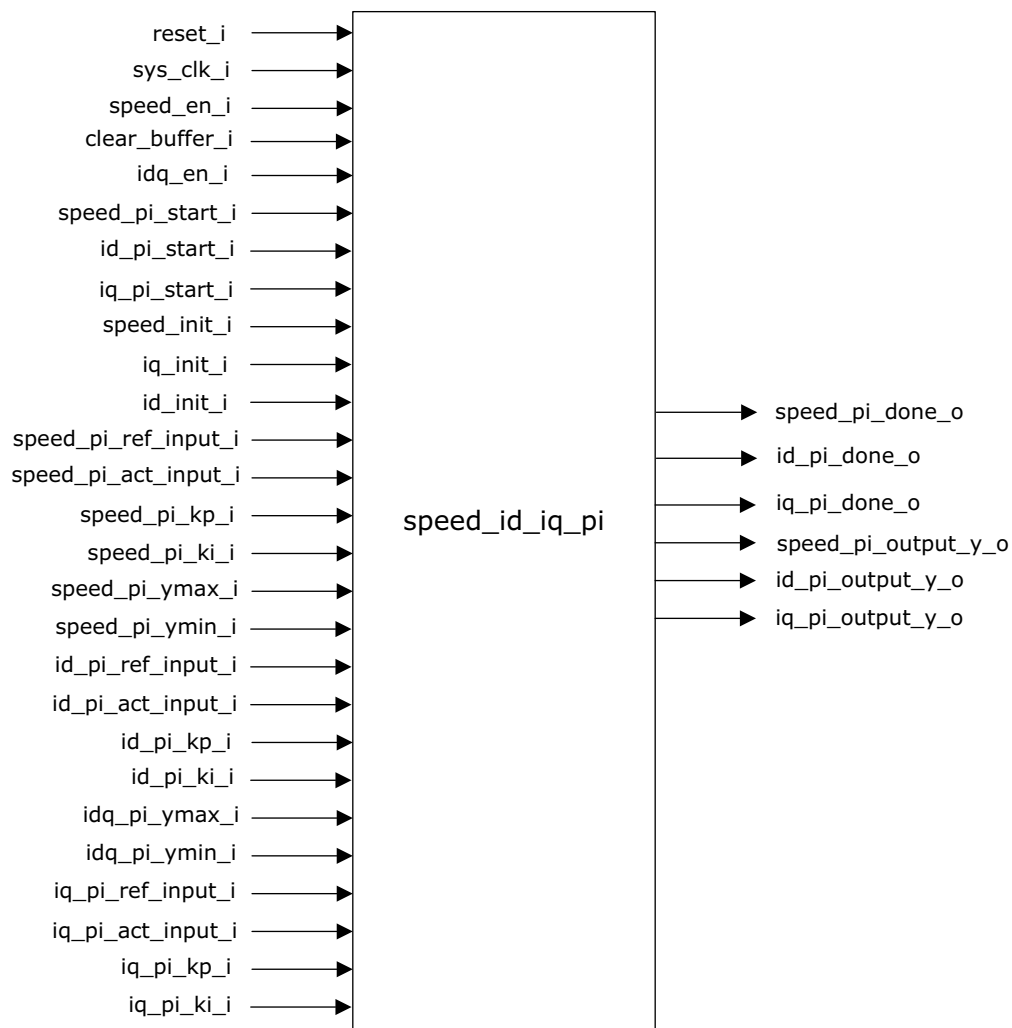 reset_i
sys_clk_i
speed_en_i
clear_buffer_i
idq_en_i
speed_pi_start_i
id_pi_start_i
iq_pi_start_i
speed_init_i
iq_init_i
id_init_i
speed_pi_ref_input_i
speed_pi_act_input_i
speed_pi_kp_i
speed_pi_ki_i
speed_pi_ymax_i
speed_pi_ymin_i
id_pi_ref_input_i
id_pi_act_input_i
id_pi_kp_i
id_pi_ki_i
idq_pi_ymax_i
idq_pi_ymin_i
iq_pi_ref_input_i
iq_pi_act_input_i
iq_pi_kp_i
iq_pi_ki_i
speed_id_iq_pi
speed_pi_done_o
id_pi_done_o
iq_pi_done_o
speed_pi_output_y_o
id_pi_output_y_o
iq_pi_output_y_o